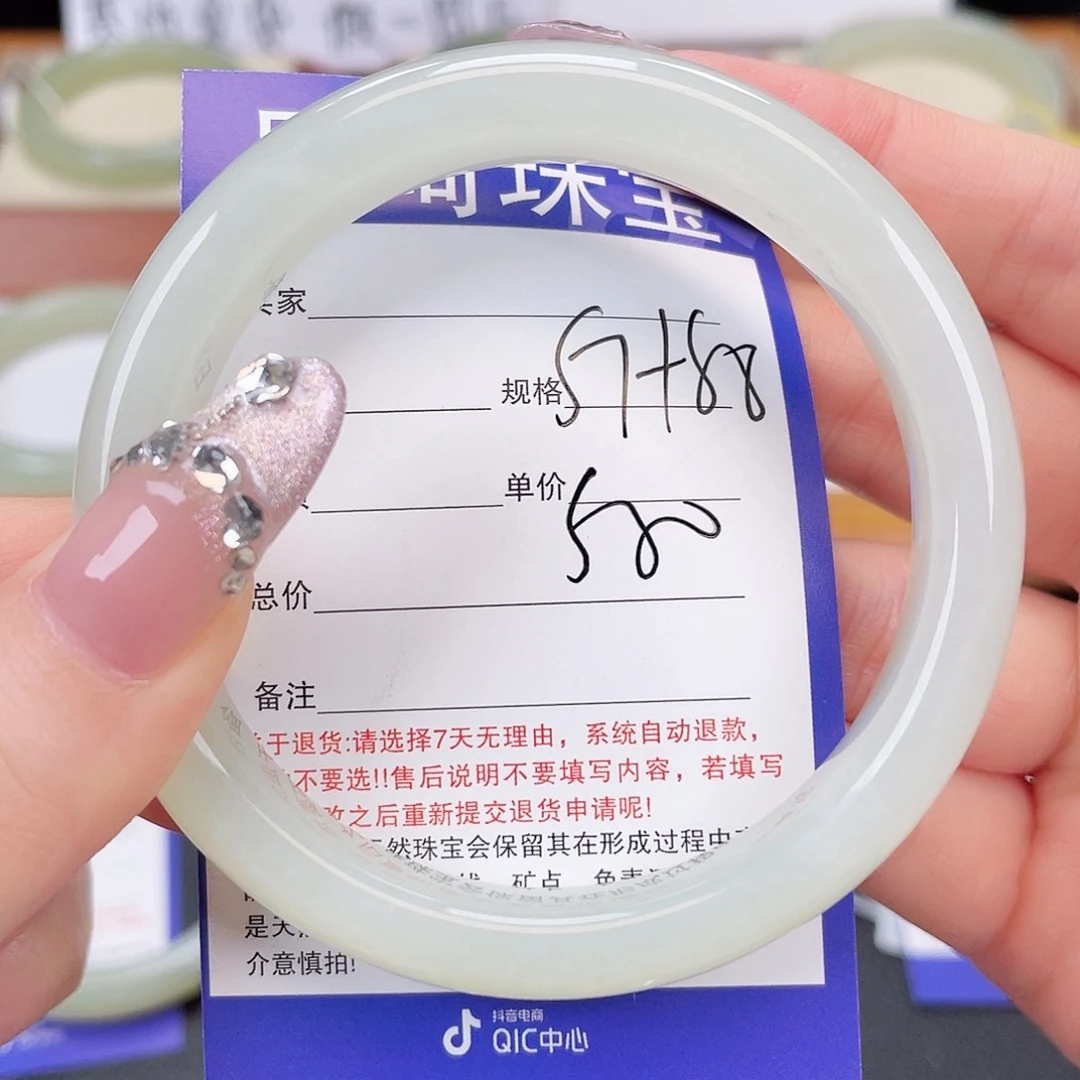 珠宝
家
规格 57+88
单价 580
总价
备注
于退货:请选择7天无理由，系统自动退款，
不要选!!售后说明不要填写内容，若填写
改之后重新提交退货申请呢!
然珠宝会保留其在形成过程中
矿点
是天
介意慎拍!
抖音电商
QIC中心